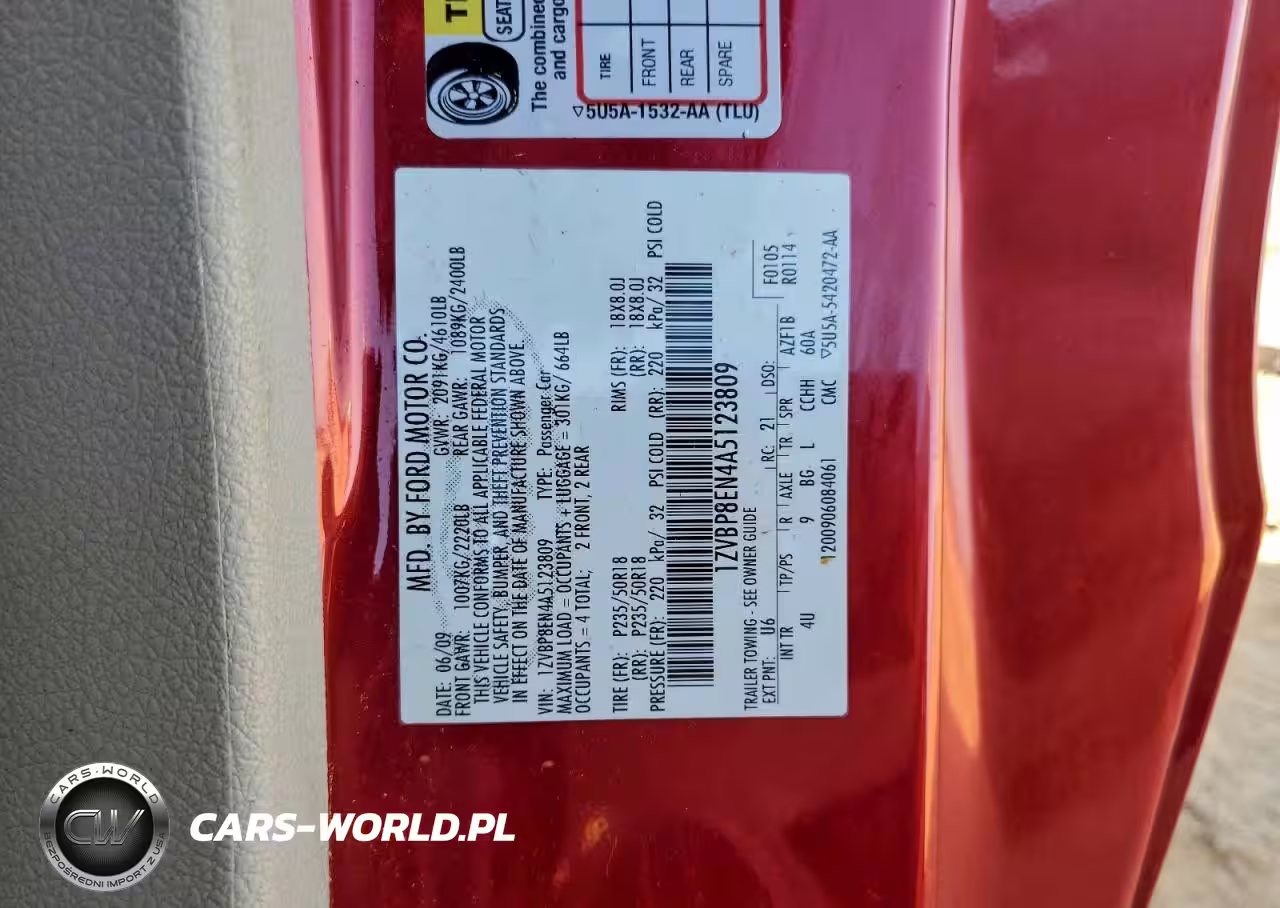 TI
SEAT
The combined
and cargo
TIRE
FRONT
REAR
SPARE
▽5U5A-1532-AA (TLU)
MFD. BY FORD MOTOR CO.
DATE: 06/09 GVWR: 2091KG/4610LB
FRONT GAWR: 1007KG/2220LB REAR GAWR: 1089KG/2400LB
THIS VEHICLE CONFORMS TO ALL APPLICABLE FEDERAL MOTOR
VEHICLE SAFETY, BUMPER, AND THEFT PREVENTION STANDARDS
IN EFFECT ON THE DATE OF MANUFACTURE SHOWN ABOVE.
VIN: 1ZVBP8EN4A5123809 TYPE: Passenger Car
MAXIMUM LOAD = OCCUPANTS + LUGGAGE = 301KG/ 664LB
OCCUPANTS = 4 TOTAL; 2 FRONT, 2 REAR
TIRE (FR): P235/50R18 RIMS (FR): 18X8.0J
(RR): P235/50R18 (RR): 18X8.0J
PRESSURE (FR): 220 kPa/ 32 PSI COLD (RR): 220 kPa/ 32 PSI COLD
1ZVBP8EN4A5123809
TRAILER TOWING - SEE OWNER GUIDE
EXT PNT: U6 RC: 21 DSO: F0105
INT TR TP/PS R AXLE TR SPR R0114
4U 9 BG L CCHH AZF1B
CMC 60A
12009060840​61 ▽5U5A-5420472-AA
CARS-WORLD
CW
BEZPOŚREDNI IMPORT Z USA
CARS-WORLD.PL